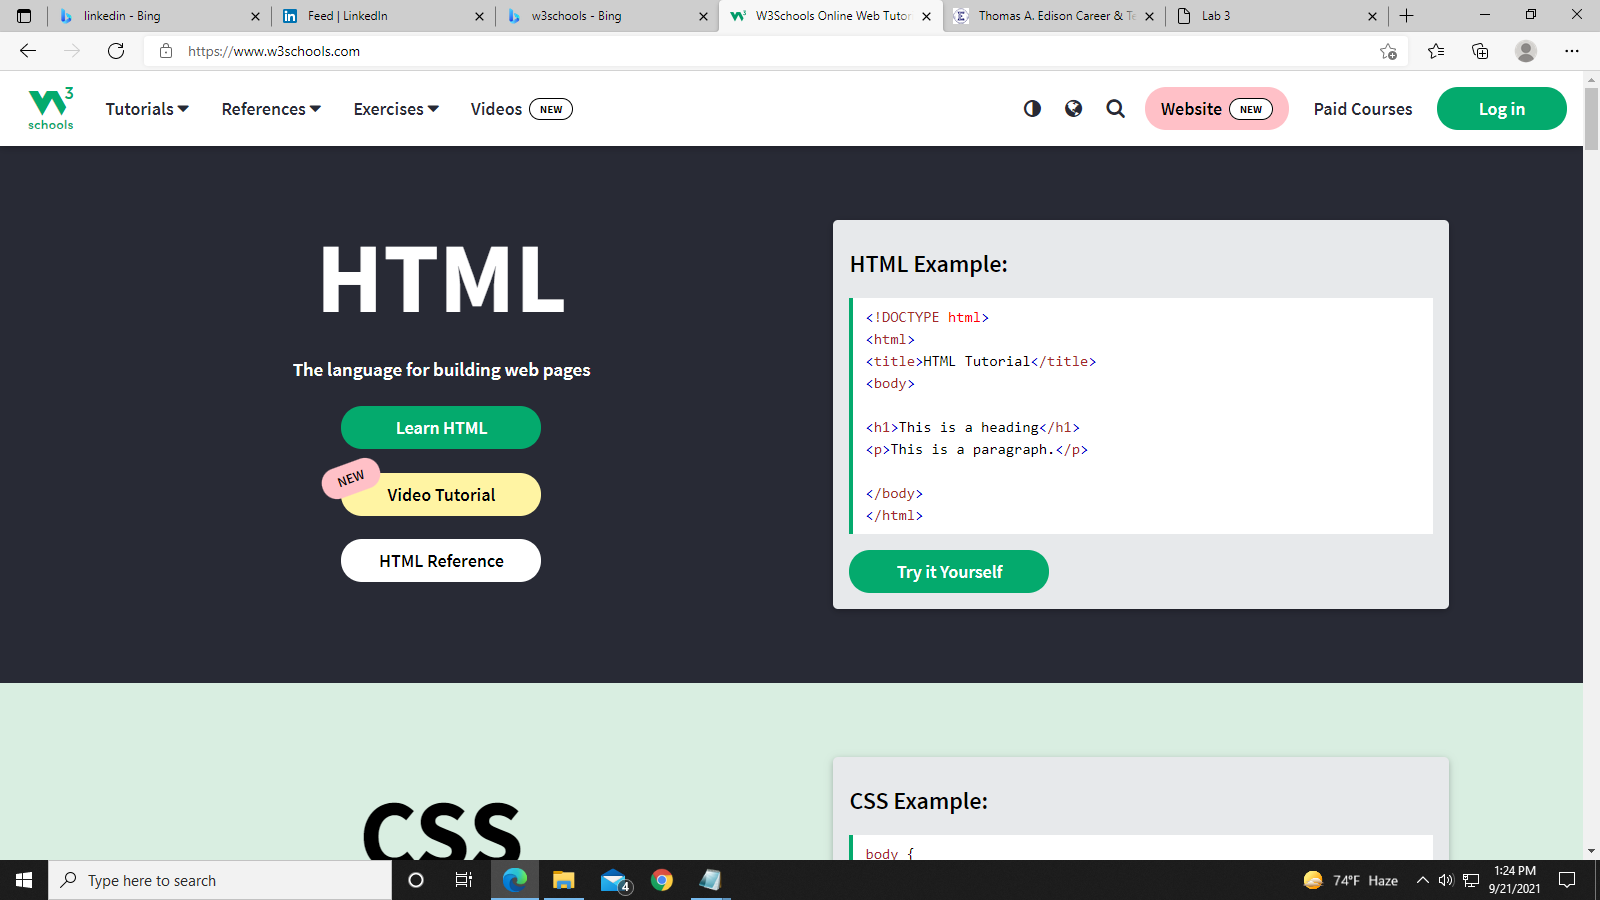 linkedin - Bing
Feed | LinkedIn
w3schools - Bing
W3Schools Online Web Tutor
Thomas A. Edison Career & Te
Lab 3
https://www.w3schools.com
W3 schools
Tutorials
References
Exercises
Videos NEW
Website NEW
Paid Courses
Log in
HTML
The language for building web pages
Learn HTML
NEW
Video Tutorial
HTML Reference
HTML Example:
<!DOCTYPE html>
<html>
<title>HTML Tutorial</title>
<body>
<h1>This is a heading</h1>
<p>This is a paragraph.</p>
</body>
</html>
Try it Yourself
CSS
CSS Example:
body {
Type here to search
4
74°F Haze
1:24 PM
9/21/2021